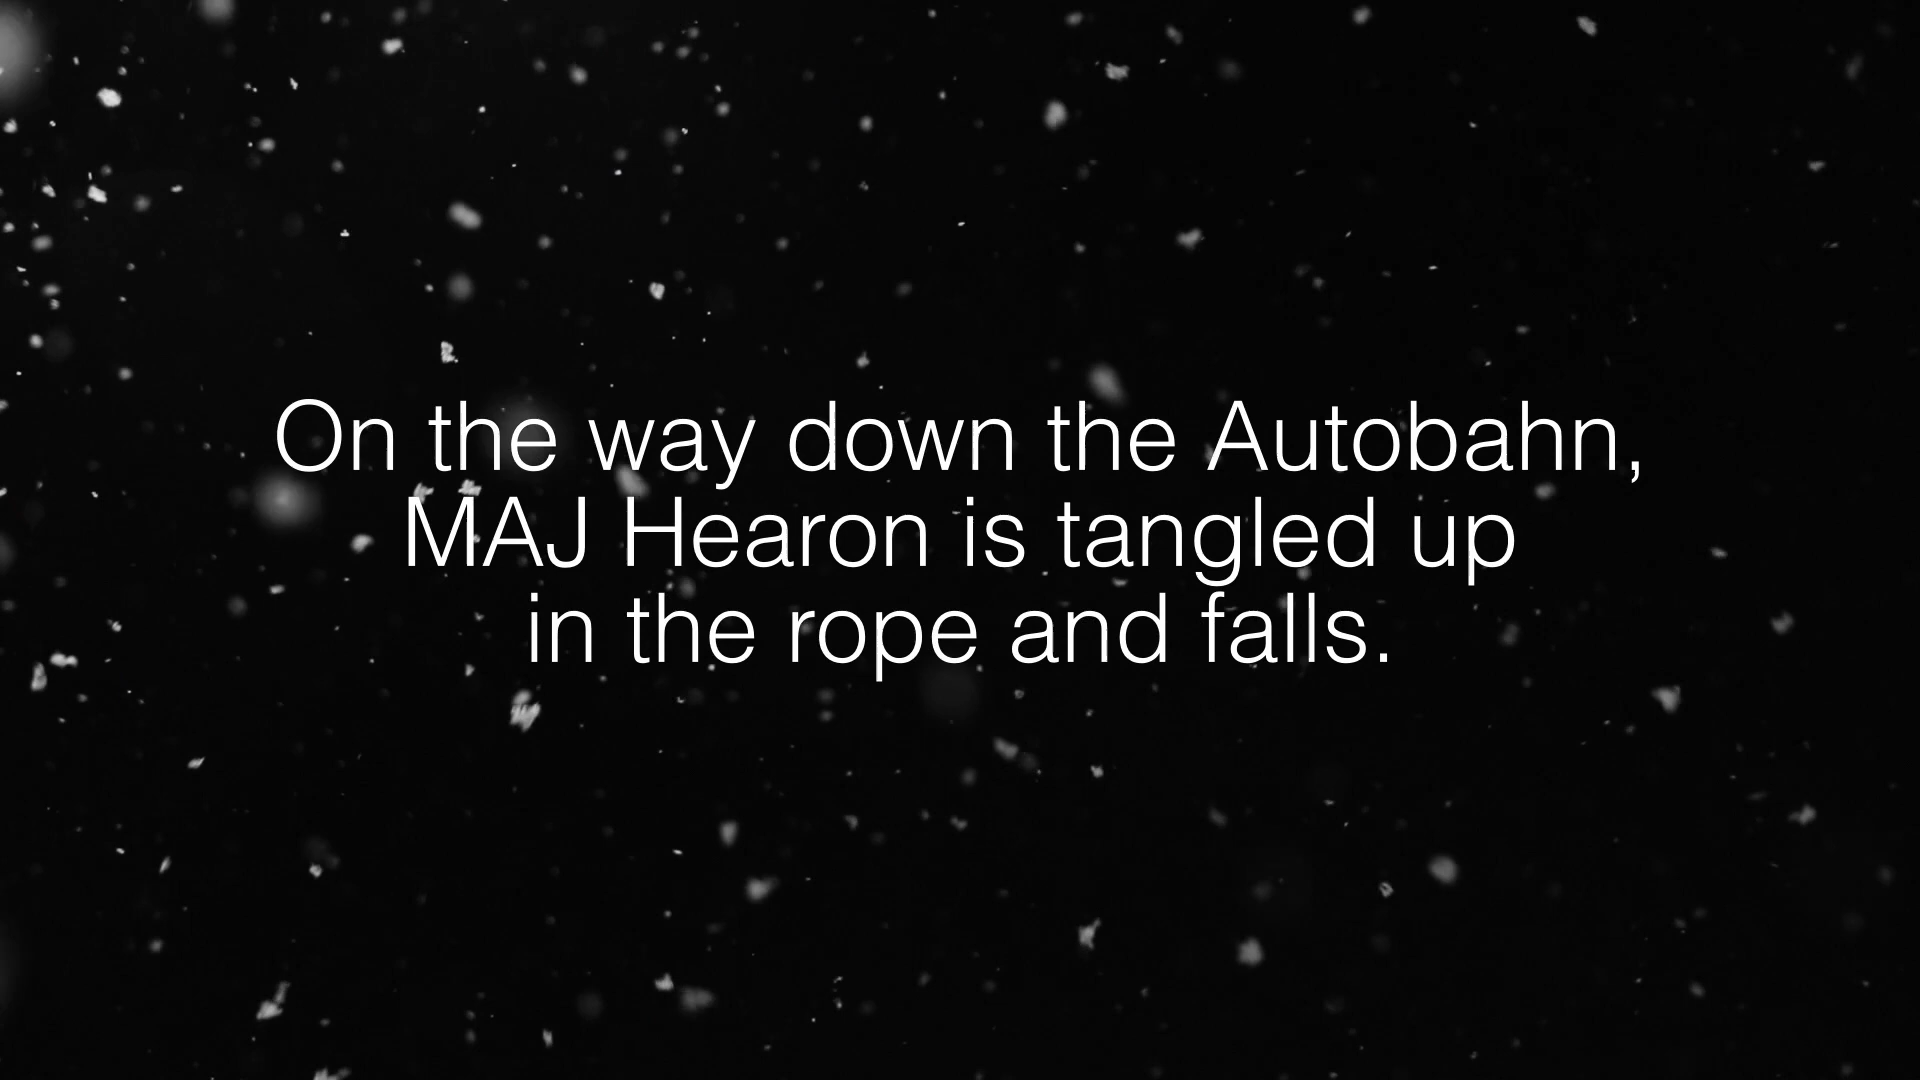 On the way down the Autobahn,
MAJ Hearon is tangled up
in the rope and falls.